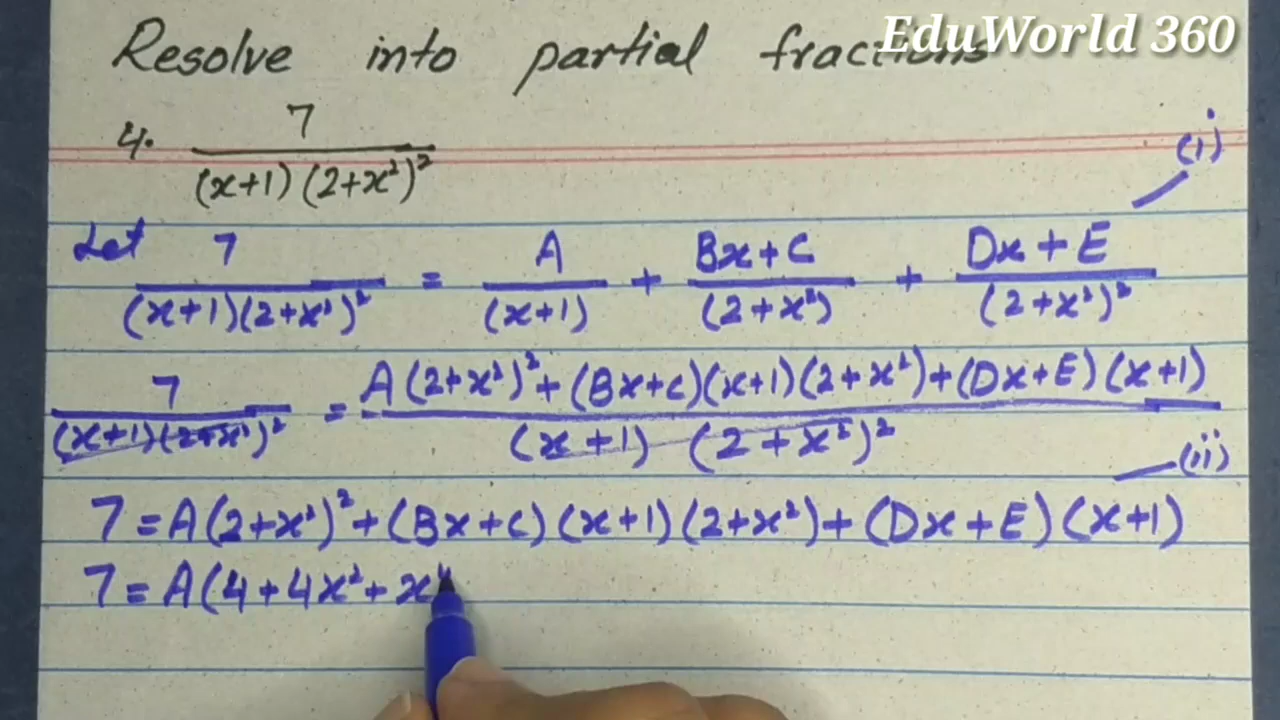 EduWorld 360
Resolve into partial fractions
4. 7
(x+1) (2+x²)²
(i)
Let 7/((x+1)(2+x²)²) = A/(x+1) + (Bx+C)/(2+x²) + (Dx+E)/(2+x²)²
7/((x+1)(2+x²)²) = (A(2+x²)²+(Bx+C)(x+1)(2+x²)+(Dx+E)(x+1))/((x+1) (2+x²)²)
(ii)
7=A(2+x²)²+(Bx+C)(x+1)(2+x²)+(Dx+E)(x+1)
7=A(4+4x²+x⁴